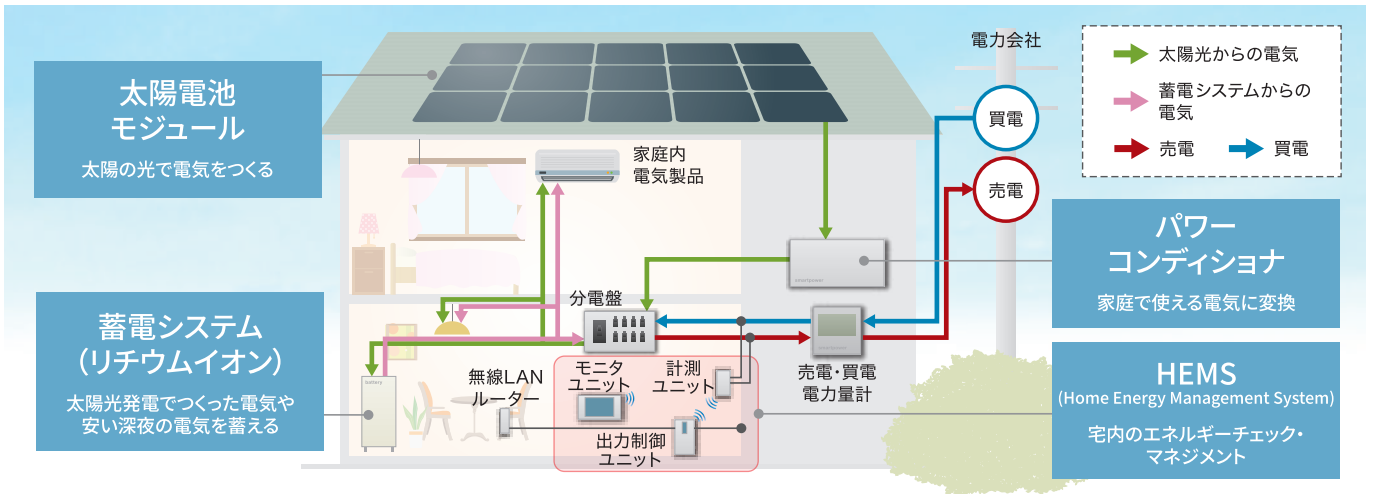 太陽電池
モジュール
太陽の光で電気をつくる
蓄電システム
（リチウムイオン）
太陽光発電でつくった電気や
安い深夜の電気を蓄える
家庭内
電気製品
分電盤
battery
無線LAN
ルーター
モニタ
ユニット
計測
ユニット
出力制御
ユニット
smartpower
売電・買電
電力量計
電力会社
買電
売電
太陽光からの電気
蓄電システムからの
電気
売電
買電
パワー
コンディショナ
家庭で使える電気に変換
HEMS
(Home Energy Management System)
宅内のエネルギーチェック・
マネジメント